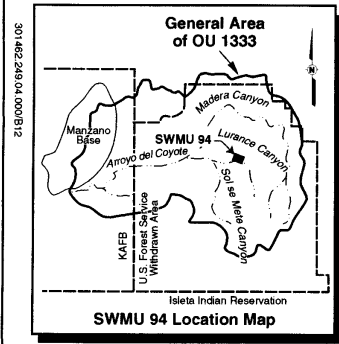 301462.249.04.000/B12
General Area
of OU 1333
N
Madera Canyon
Manzano
Base
SWMU 94
Lurance Canyon
Arroyo del Coyote
Sol se Mete Canyon
KAFB
U.S. Forest Service
Withdrawn Area
Isleta Indian Reservation
SWMU 94 Location Map